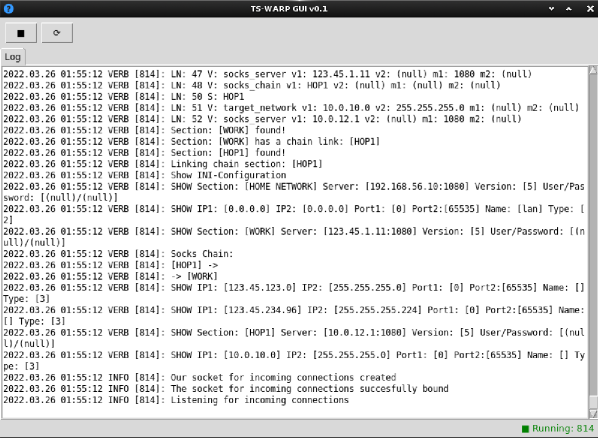 TS-WARP GUI v0.1
Log
2022.03.26 01:55:12 VERB [814]: LN: 47 V: socks_server v1: 123.45.1.11 v2: (null) m1: 1080 m2: (null)
2022.03.26 01:55:12 VERB [814]: LN: 48 V: socks_chain v1: HOP1 v2: (null) m1: (null) m2: (null)
2022.03.26 01:55:12 VERB [814]: LN: 50 S: HOP1
2022.03.26 01:55:12 VERB [814]: LN: 51 V: target_network v1: 10.0.10.0 v2: 255.255.255.0 m1: (null) m2: (null)
2022.03.26 01:55:12 VERB [814]: LN: 52 V: socks_server v1: 10.0.12.1 v2: (null) m1: 1080 m2: (null)
2022.03.26 01:55:12 VERB [814]: Section: [WORK] found!
2022.03.26 01:55:12 VERB [814]: Section: [WORK] has a chain link: [HOP1]
2022.03.26 01:55:12 VERB [814]: Section: [HOP1] found!
2022.03.26 01:55:12 VERB [814]: Linking chain section: [HOP1]
2022.03.26 01:55:12 VERB [814]: Show INI-Configuration
2022.03.26 01:55:12 VERB [814]: SHOW Section: [HOME NETWORK] Server: [192.168.56.10:1080] Version: [5] User/Pas
sword: [(null)/(null)]
2022.03.26 01:55:12 VERB [814]: SHOW IP1: [0.0.0.0] IP2: [0.0.0.0] Port1: [0] Port2:[65535] Name: [lan] Type: [
2]
2022.03.26 01:55:12 VERB [814]: SHOW Section: [WORK] Server: [123.45.1.11:1080] Version: [5] User/Password: [(n
ull)/(null)]
2022.03.26 01:55:12 VERB [814]: Socks Chain:
2022.03.26 01:55:12 VERB [814]: [HOP1] ->
2022.03.26 01:55:12 VERB [814]: -> [WORK]
2022.03.26 01:55:12 VERB [814]: SHOW IP1: [123.45.123.0] IP2: [255.255.255.0] Port1: [0] Port2:[65535] Name: []
Type: [3]
2022.03.26 01:55:12 VERB [814]: SHOW IP1: [123.45.234.96] IP2: [255.255.255.224] Port1: [0] Port2:[65535] Name:
[] Type: [3]
2022.03.26 01:55:12 VERB [814]: SHOW Section: [HOP1] Server: [10.0.12.1:1080] Version: [5] User/Password: [(nul
l)/(null)]
2022.03.26 01:55:12 VERB [814]: SHOW IP1: [10.0.10.0] IP2: [255.255.255.0] Port1: [0] Port2:[65535] Name: [] Ty
pe: [3]
2022.03.26 01:55:12 INFO [814]: Our socket for incoming connections created
2022.03.26 01:55:12 INFO [814]: The socket for incoming connections succesfully bound
2022.03.26 01:55:12 INFO [814]: Listening for incoming connections
Running: 814